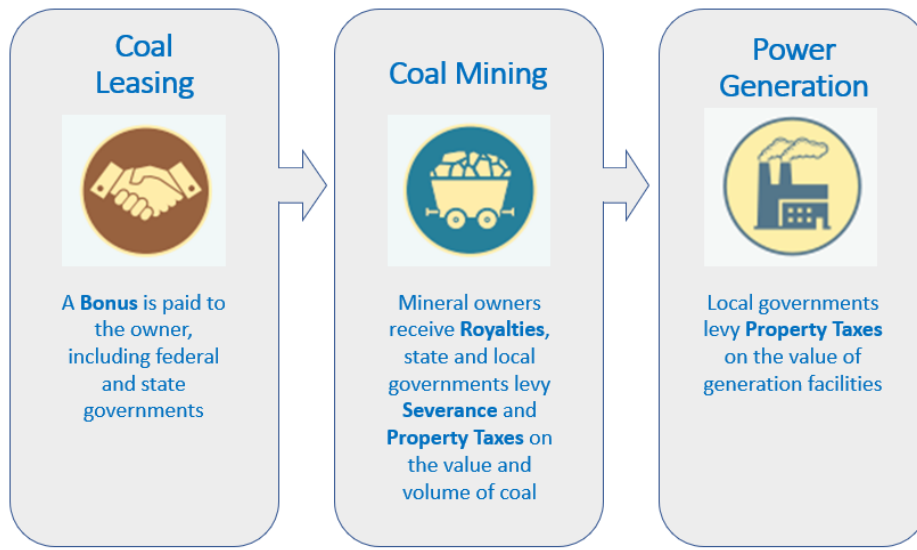 Coal
Leasing
A Bonus is paid to
the owner,
including federal
and state
governments
Coal Mining
Mineral owners
receive Royalties,
state and local
governments levy
Severance and
Property Taxes on
the value and
volume of coal
Power
Generation
Local governments
levy Property Taxes
on the value of
generation facilities